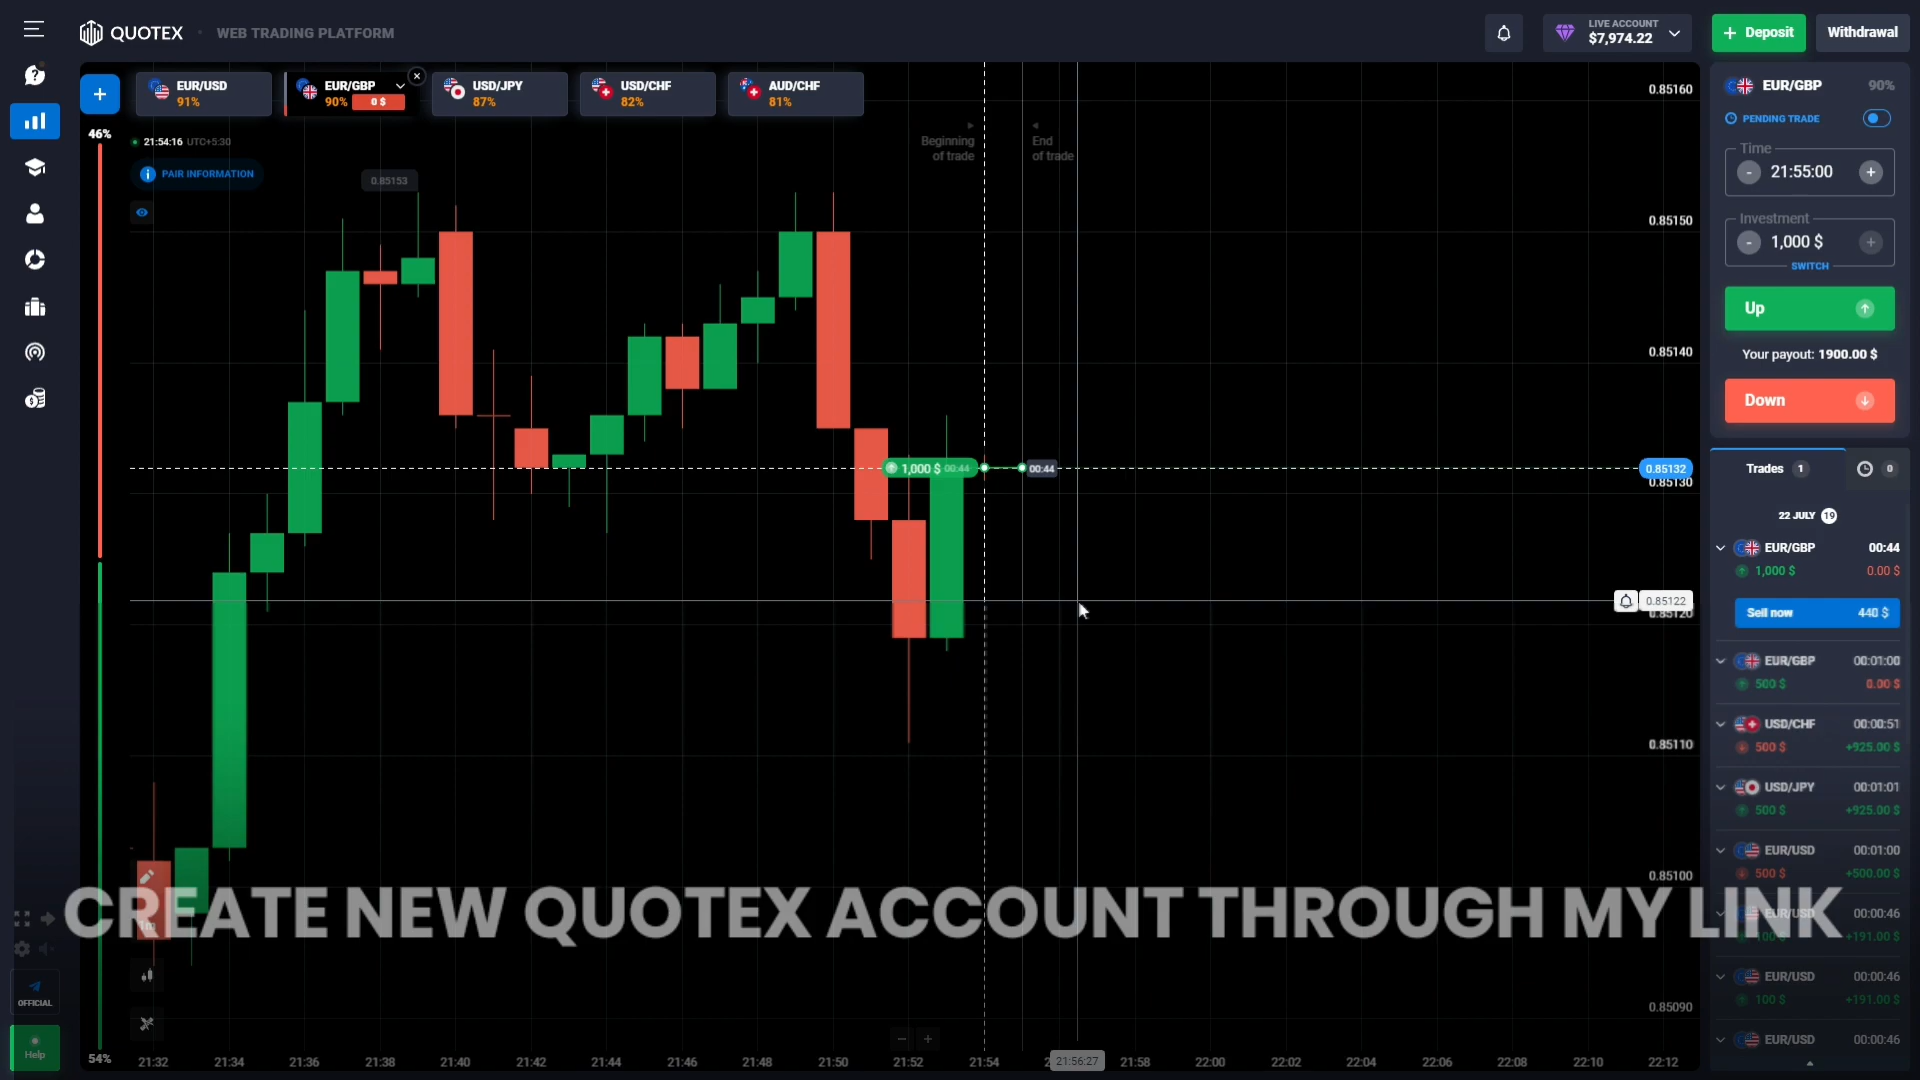 QUOTEX
WEB TRADING PLATFORM
LIVE ACCOUNT
$7,974.22
+ Deposit
Withdrawal
+
EUR/USD
91%
EUR/GBP
90%
0 $
USD/JPY
87%
USD/CHF
82%
AUD/CHF
81%
46%
21:54:16 UTC+5:30
PAIR INFORMATION
0.85153
Beginning
of trade
End
of trade
0.85160
0.85150
0.85140
0.85132
0.85130
0.85122
0.85120
0.85110
0.85100
0.85090
1,000 $ 00:44
00:44
EUR/GBP
90%
PENDING TRADE
Time
- 21:55:00 +
Investment
- 1,000 $ +
SWITCH
Up
Your payout: 1900.00 $
Down
Trades 1
0
22 JULY 19
EUR/GBP 00:44
1,000 $ 0.00 $
Sell now 440 $
EUR/GBP 00:01:00
500 $ 0.00 $
USD/CHF 00:00:51
500 $ +925.00 $
USD/JPY 00:01:01
500 $ +925.00 $
EUR/USD 00:01:00
500 $ +500.00 $
EUR/USD 00:00:46
100 $ +191.00 $
EUR/USD 00:00:46
100 $ +191.00 $
EUR/USD 00:00:46
CREATE NEW QUOTEX ACCOUNT THROUGH MY LINK
1m
OFFICIAL
Help
54%
21:32 21:34 21:36 21:38 21:40 21:42 21:44 21:46 21:48 21:50 21:52 21:54 21:56:27 21:58 22:00 22:02 22:04 22:06 22:08 22:10 22:12